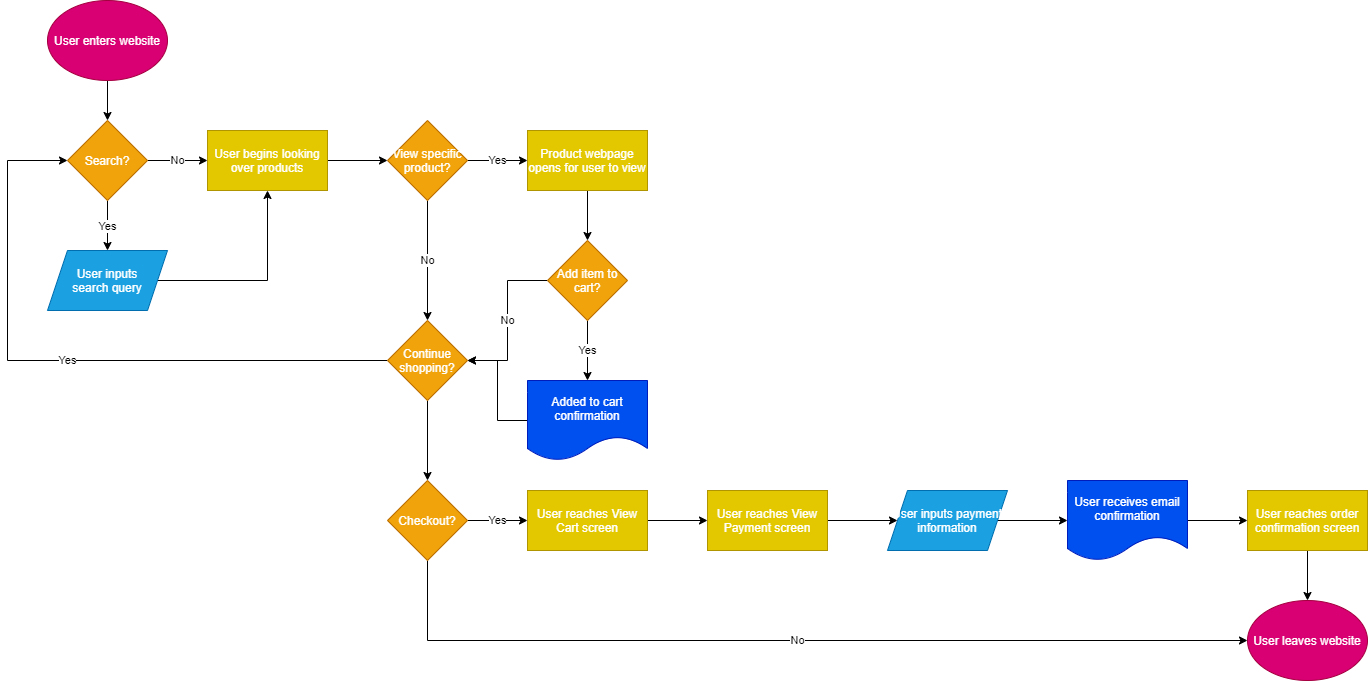 User enters website
Search?
No
User begins looking
over products
View specific
product?
Yes
Product webpage
opens for user to view
Yes
User inputs
search query
No
Add item to
cart?
No
Yes
Continue
shopping?
Yes
Added to cart
confirmation
Checkout?
Yes
User reaches View
Cart screen
User reaches View
Payment screen
ser inputs payment
information
User receives email
confirmation
User reaches order
confirmation screen
No
User leaves website